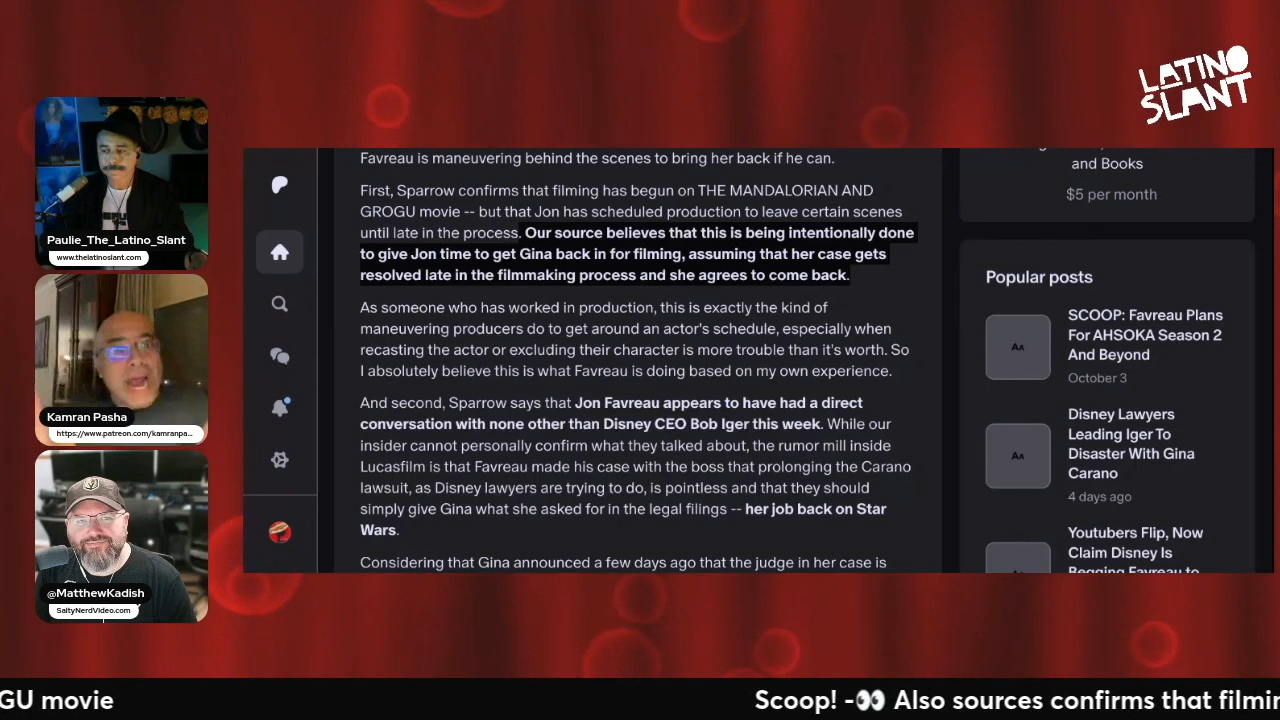 LATINO
SLANT
Paulie_The_Latino_Slant
www.thelatinoslant.com
Kamran Pasha
https://www.patreon.com/kamranpa...
@MatthewKadish
SaltyNerdVideo.com
Favreau is maneuvering behind the scenes to bring her back if he can.
First, Sparrow confirms that filming has begun on THE MANDALORIAN AND
GROGU movie -- but that Jon has scheduled production to leave certain scenes
until late in the process. Our source believes that this is being intentionally done
to give Jon time to get Gina back in for filming, assuming that her case gets
resolved late in the filmmaking process and she agrees to come back.
As someone who has worked in production, this is exactly the kind of
maneuvering producers do to get around an actor's schedule, especially when
recasting the actor or excluding their character is more trouble than it's worth. So
I absolutely believe this is what Favreau is doing based on my own experience.
And second, Sparrow says that Jon Favreau appears to have had a direct
conversation with none other than Disney CEO Bob Iger this week. While our
insider cannot personally confirm what they talked about, the rumor mill inside
Lucasfilm is that Favreau made his case with the boss that prolonging the Carano
lawsuit, as Disney lawyers are trying to do, is pointless and that they should
simply give Gina what she asked for in the legal filings -- her job back on Star
Wars.
Considering that Gina announced a few days ago that the judge in her case is
and Books
$5 per month
Popular posts
SCOOP: Favreau Plans
For AHSOKA Season 2
And Beyond
October 3
Disney Lawyers
Leading Iger To
Disaster With Gina
Carano
4 days ago
Youtubers Flip, Now
Claim Disney Is
Begging Favreau to
GU movie
Scoop! -👀 Also sources confirms that filmin